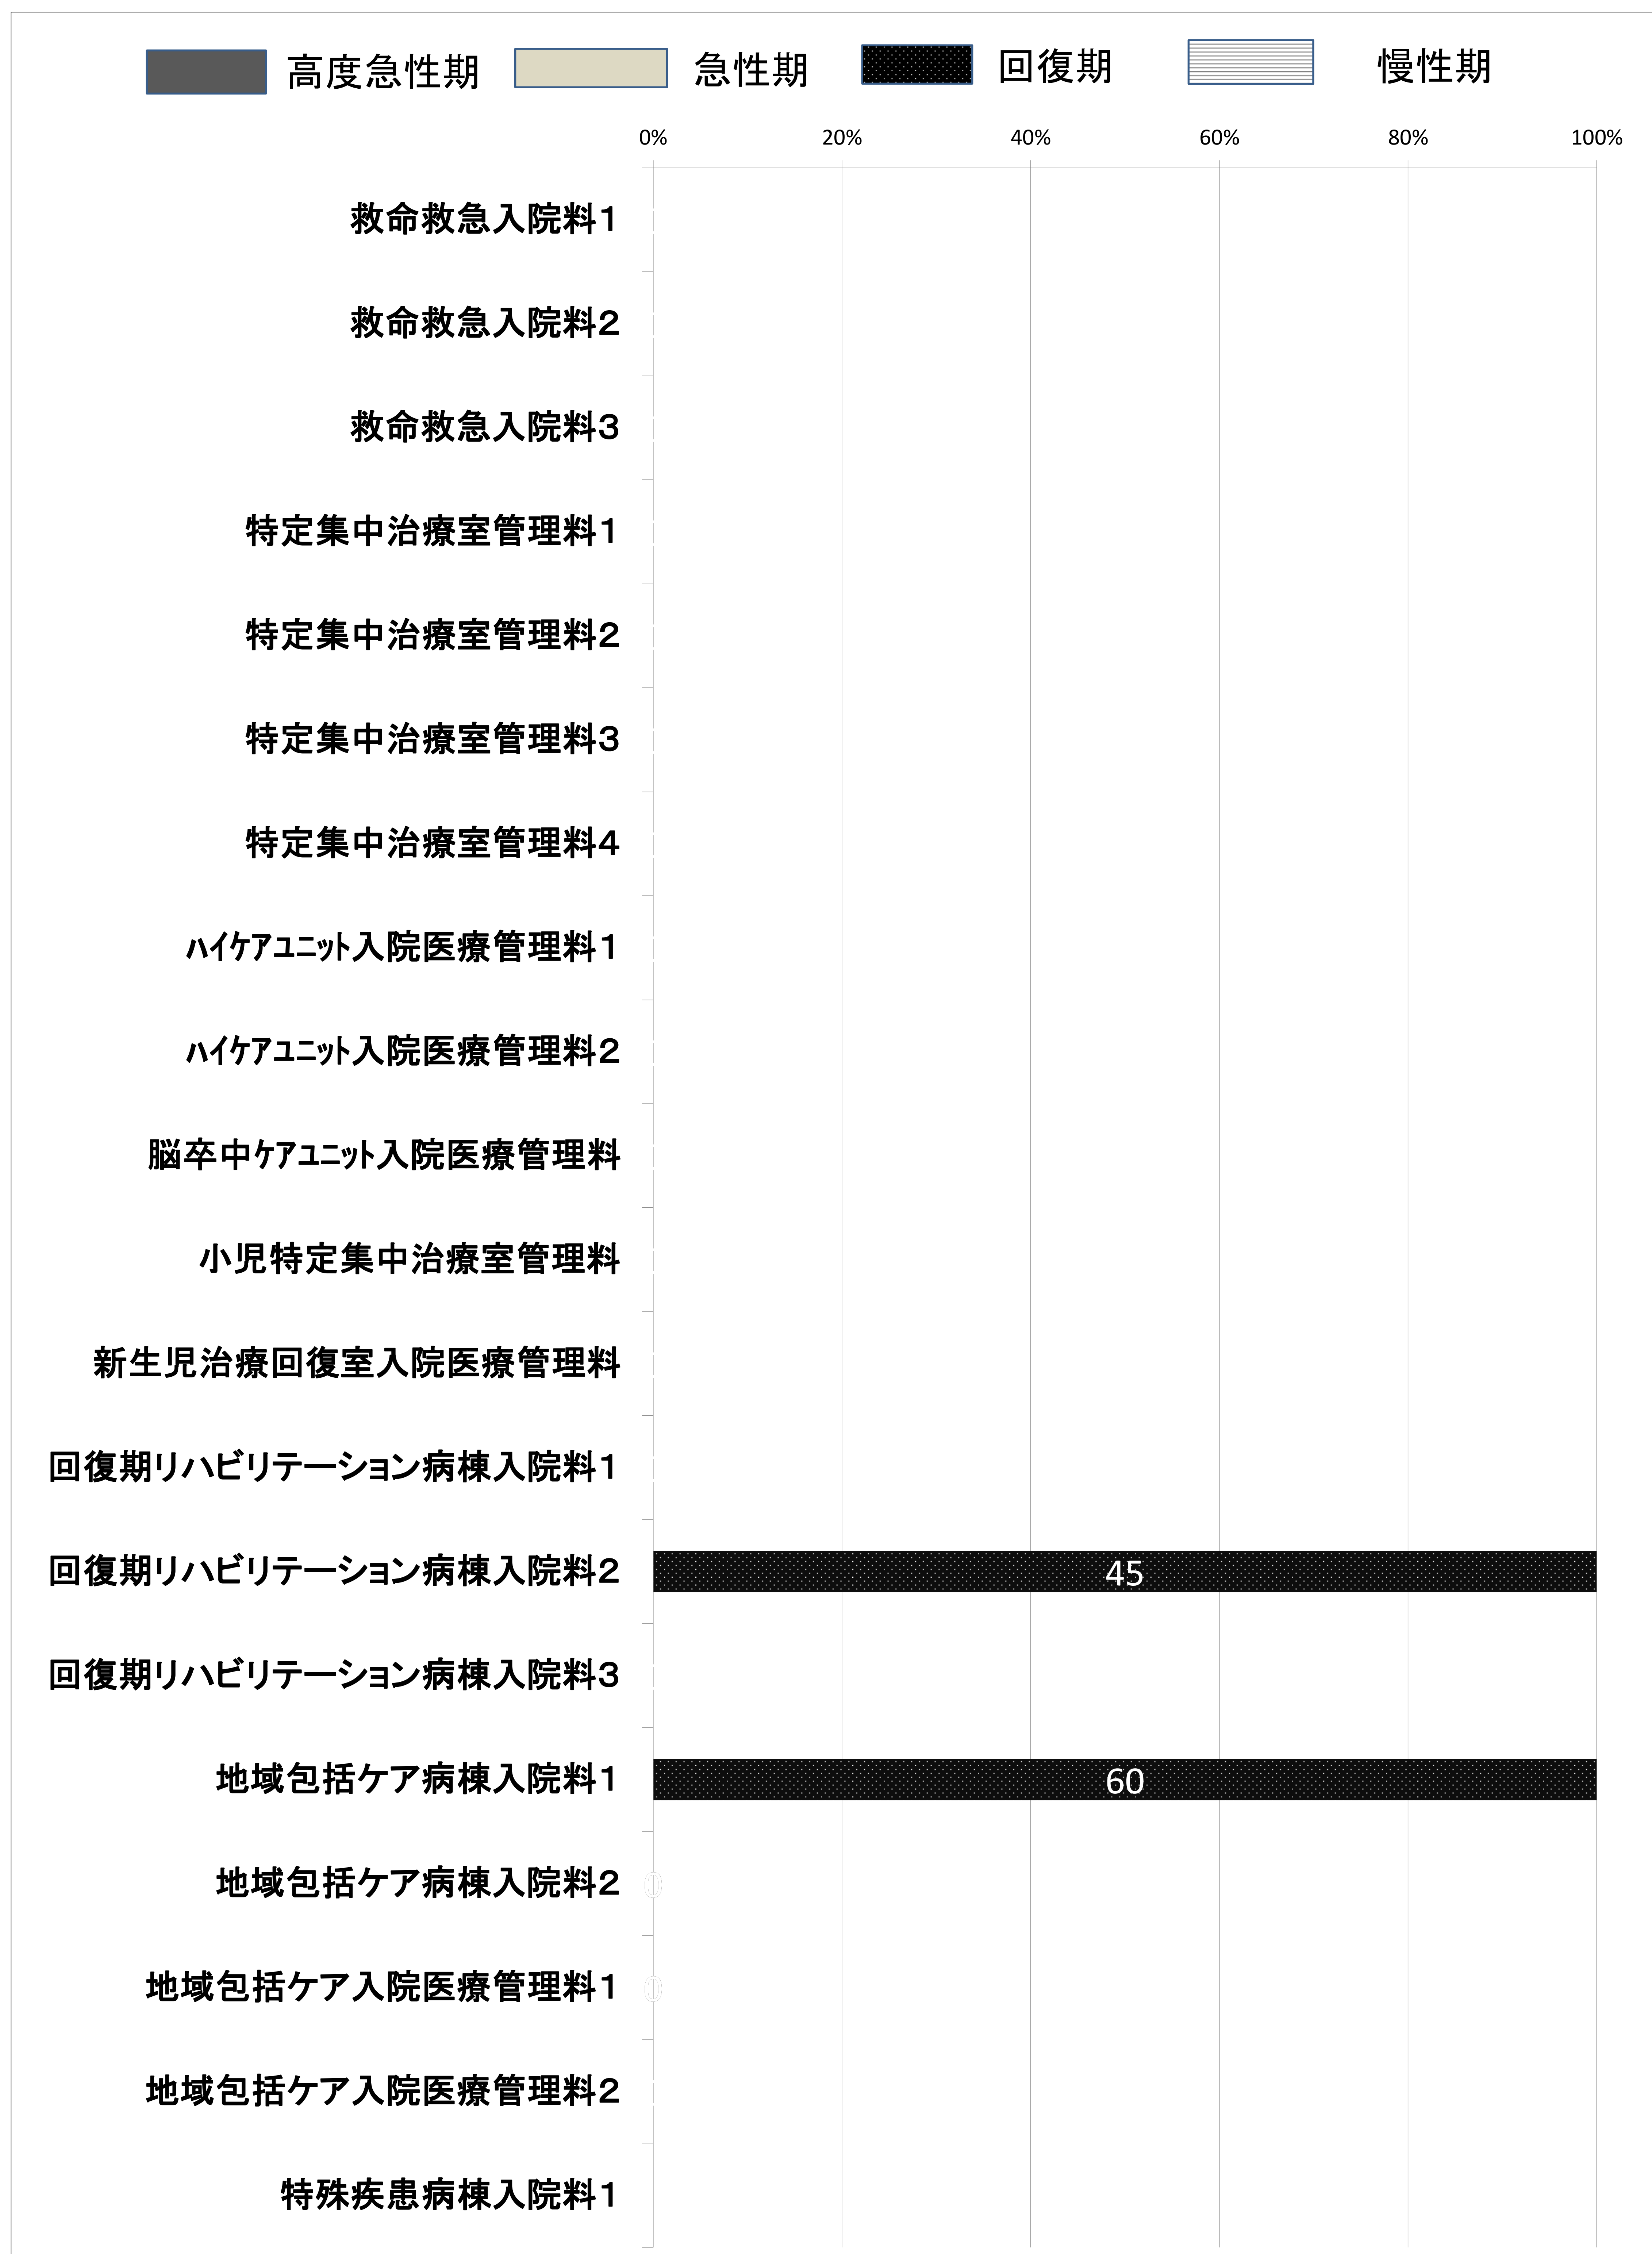 高度急性期 急性期 回復期 慢性期
0% 20% 40% 60% 80% 100%
救命救急入院料1
救命救急入院料2
救命救急入院料3
特定集中治療室管理料1
特定集中治療室管理料2
特定集中治療室管理料3
特定集中治療室管理料4
ﾊｲｹｱﾕﾆｯﾄ入院医療管理料1
ﾊｲｹｱﾕﾆｯﾄ入院医療管理料2
脳卒中ｹｱﾕﾆｯﾄ入院医療管理料
小児特定集中治療室管理料
新生児治療回復室入院医療管理料
回復期リハビリテーション病棟入院料1
回復期リハビリテーション病棟入院料2 45
回復期リハビリテーション病棟入院料3
地域包括ケア病棟入院料1 60
地域包括ケア病棟入院料2 0
地域包括ケア入院医療管理料1 0
地域包括ケア入院医療管理料2
特殊疾患病棟入院料1